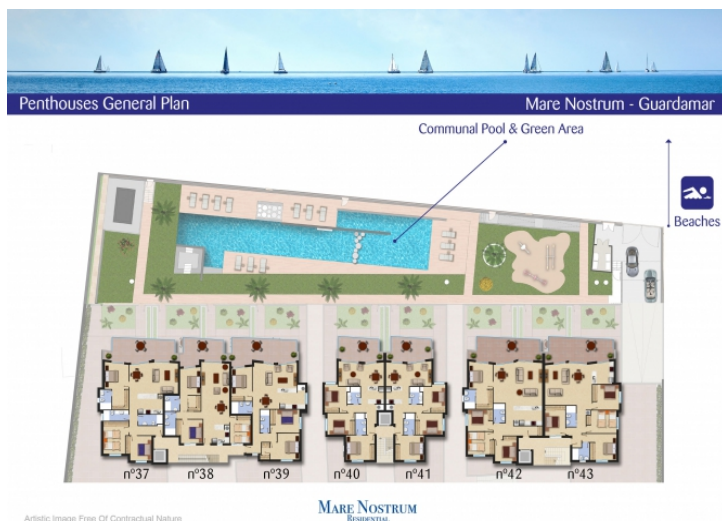 Penthouses General Plan
Mare Nostrum - Guardamar
Communal Pool & Green Area
Beaches
nº37
nº38
nº39
nº40
nº41
nº42
nº43
MARE NOSTRUM
RESIDENTIAL
Artistic Image Free Of Contractual Nature